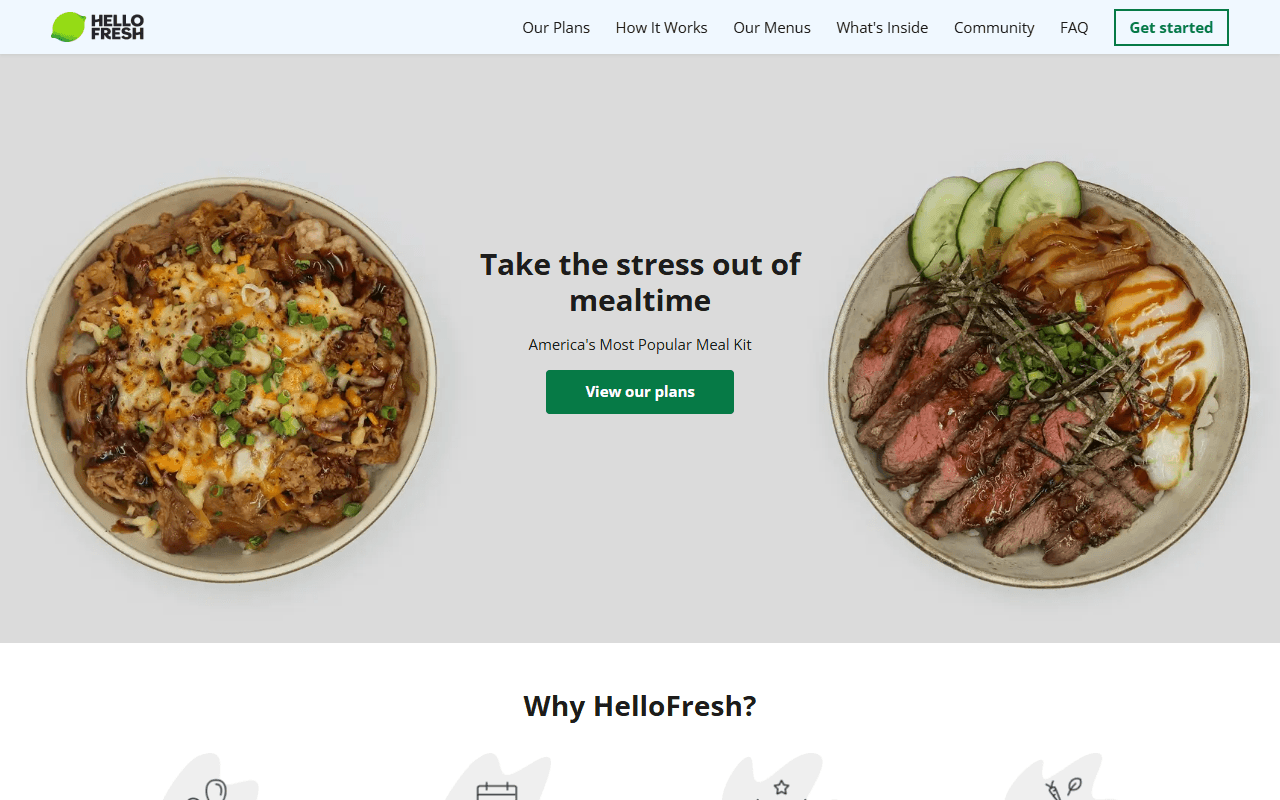 HELLO
FRESH
Our Plans
How It Works
Our Menus
What's Inside
Community
FAQ
Get started
Take the stress out of
mealtime
America's Most Popular Meal Kit
View our plans
Why HelloFresh?